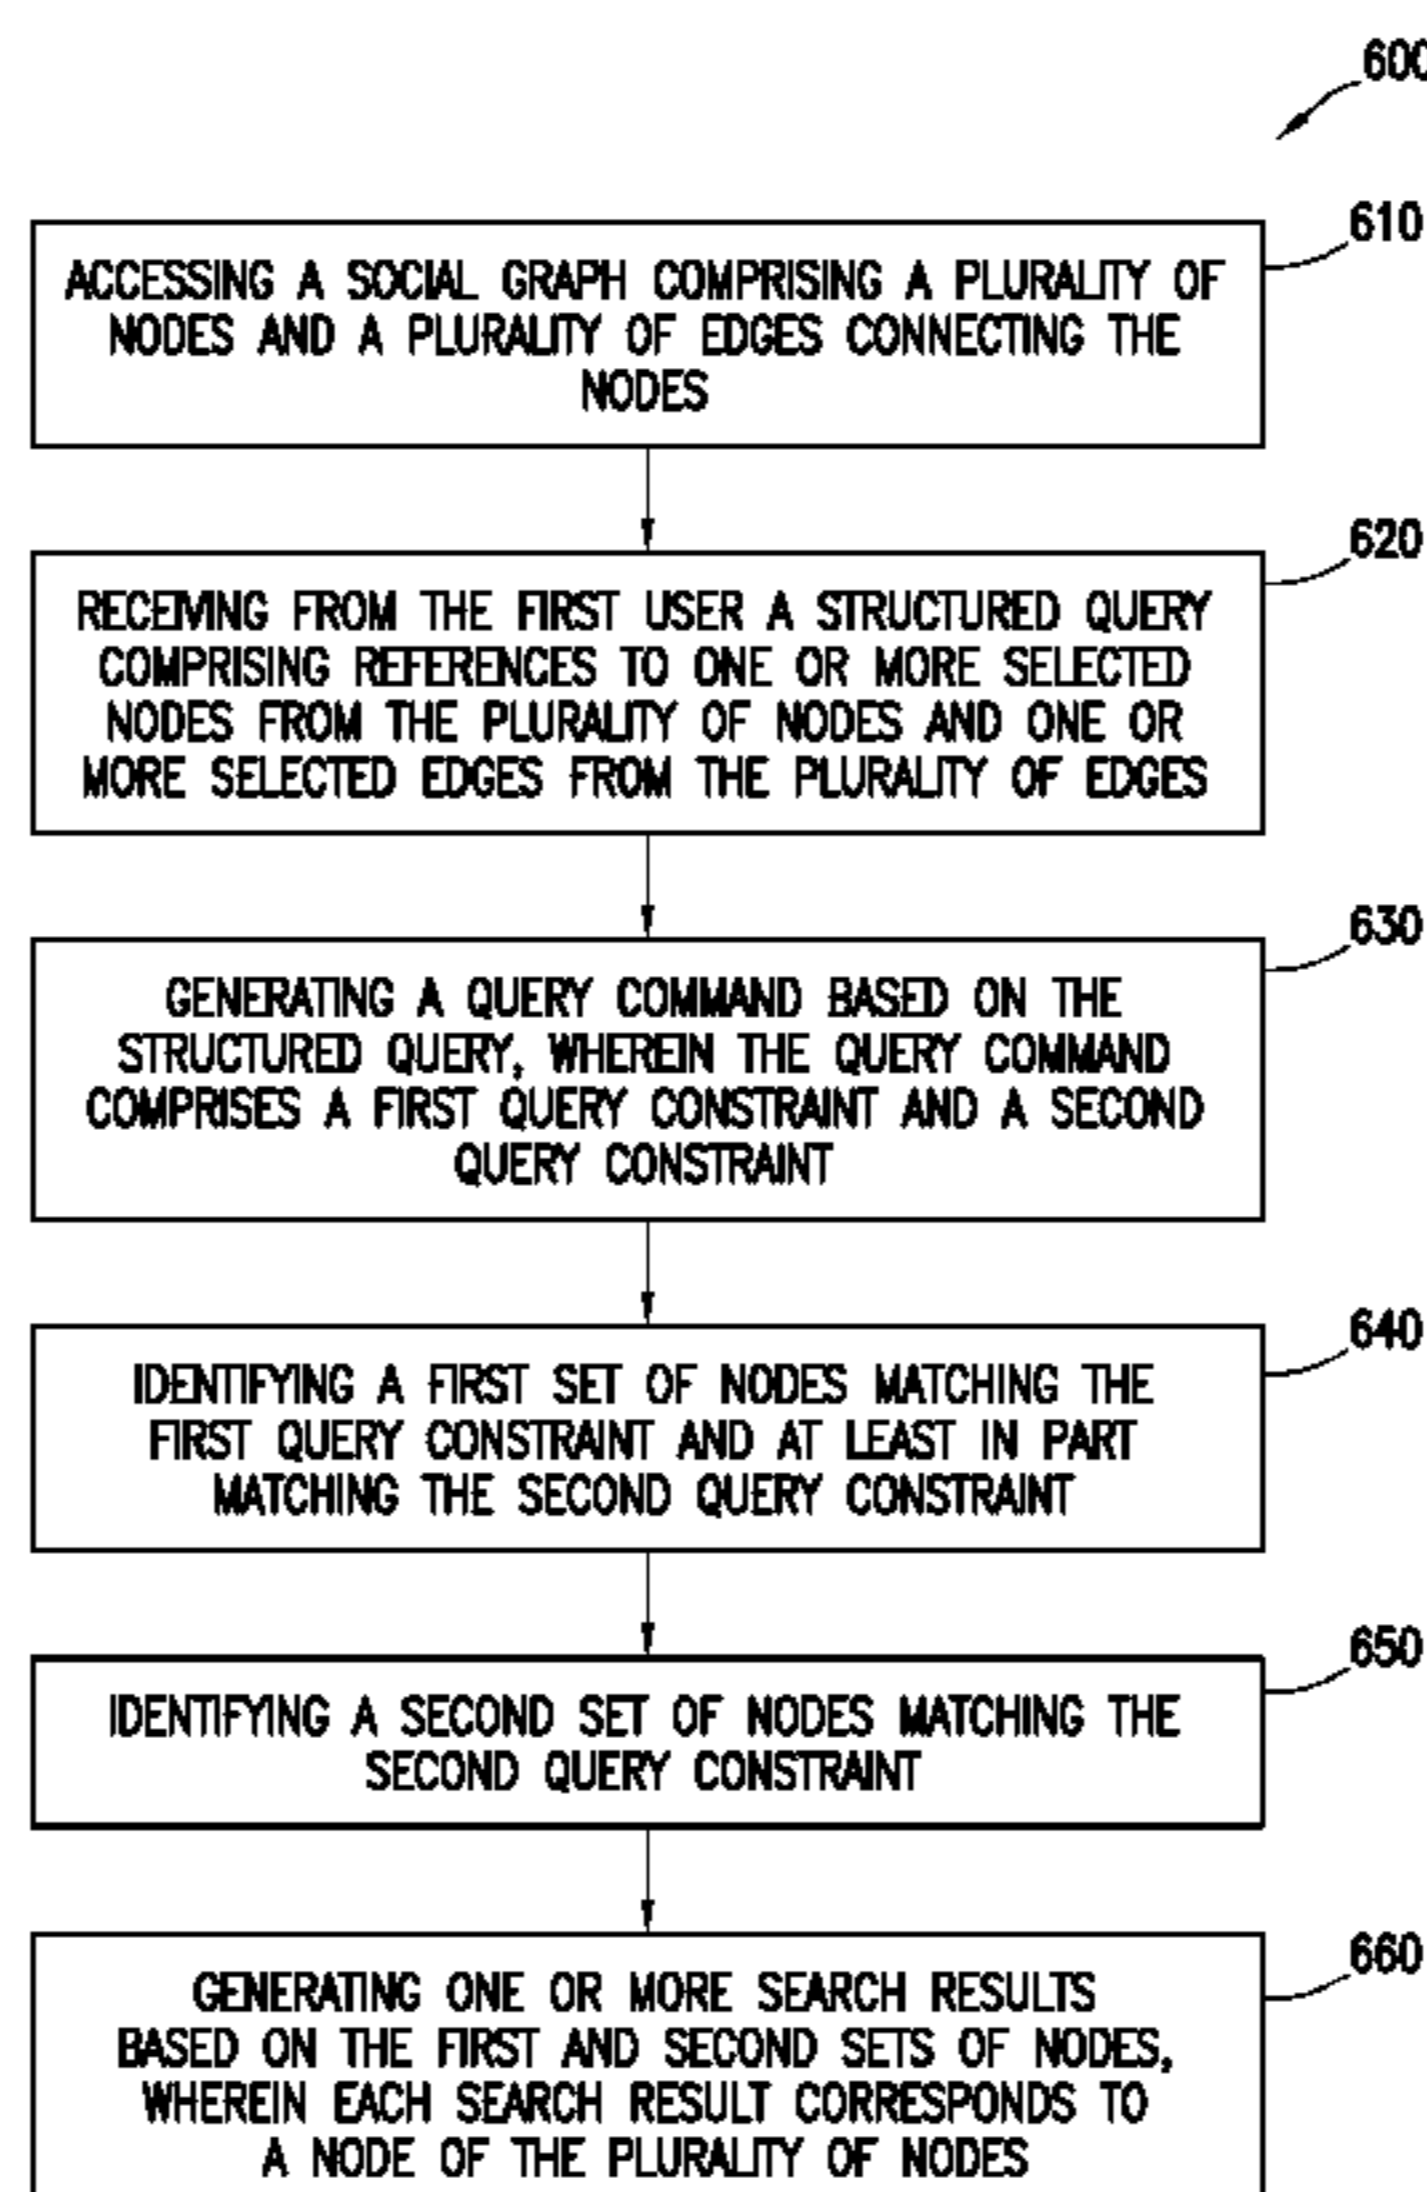 600
610
ACCESSING A SOCIAL GRAPH COMPRISING A PLURALITY OF
NODES AND A PLURALITY OF EDGES CONNECTING THE
NODES
620
RECEIVING FROM THE FIRST USER A STRUCTURED QUERY
COMPRISING REFERENCES TO ONE OR MORE SELECTED
NODES FROM THE PLURALITY OF NODES AND ONE OR
MORE SELECTED EDGES FROM THE PLURALITY OF EDGES
630
GENERATING A QUERY COMMAND BASED ON THE
STRUCTURED QUERY, WHEREIN THE QUERY COMMAND
COMPRISES A FIRST QUERY CONSTRAINT AND A SECOND
QUERY CONSTRAINT
640
IDENTIFYING A FIRST SET OF NODES MATCHING THE
FIRST QUERY CONSTRAINT AND AT LEAST IN PART
MATCHING THE SECOND QUERY CONSTRAINT
650
IDENTIFYING A SECOND SET OF NODES MATCHING THE
SECOND QUERY CONSTRAINT
660
GENERATING ONE OR MORE SEARCH RESULTS
BASED ON THE FIRST AND SECOND SETS OF NODES,
WHEREIN EACH SEARCH RESULT CORRESPONDS TO
A NODE OF THE PLURALITY OF NODES